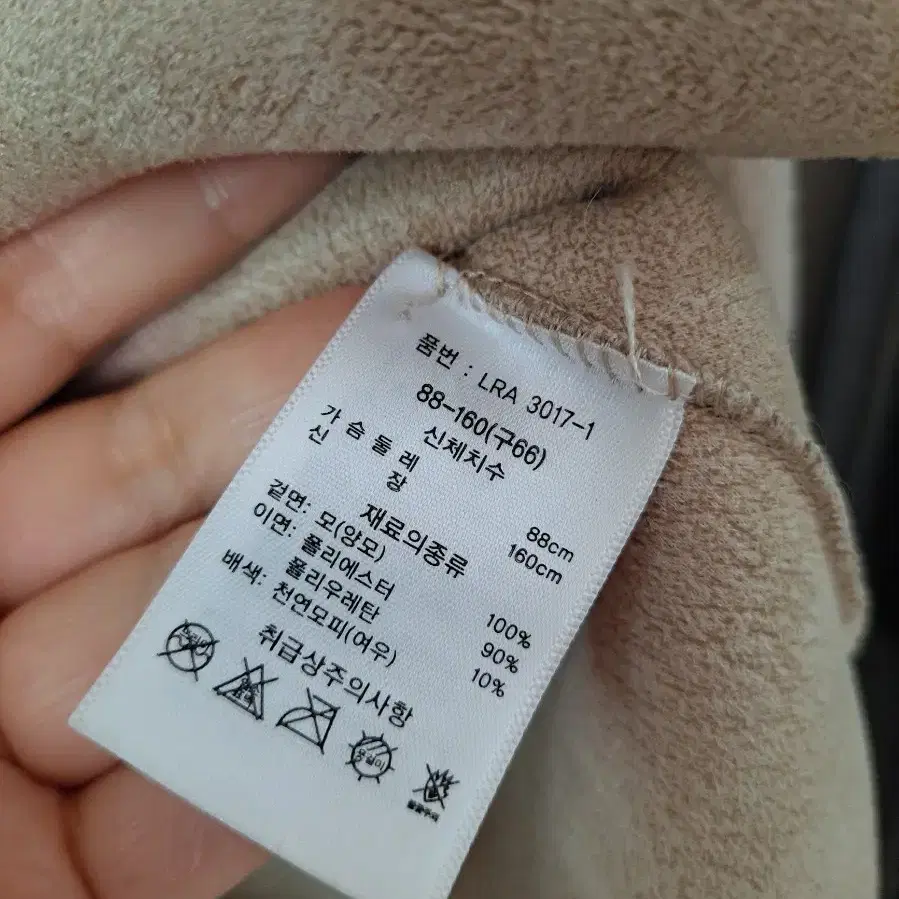 품번 : LRA 3017-1
88-160(구66)
신체치수
가슴둘레 88cm
신장 160cm
재료의종류
겉면: 모(양모) 100%
이면: 폴리에스터 90%
폴리우레탄 10%
배색: 천연모피(여우)
취급상주의사항